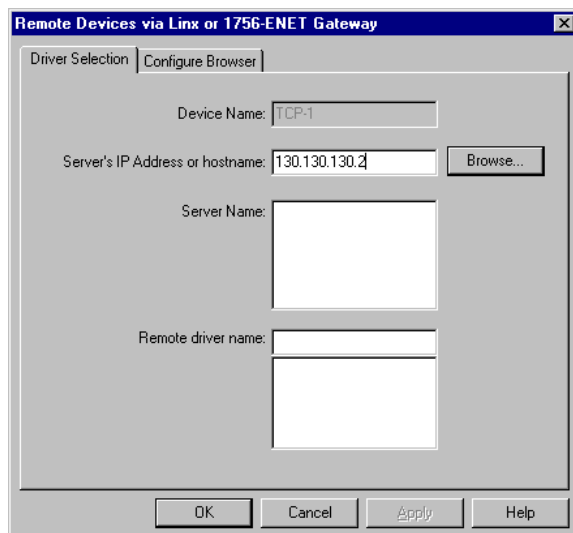 Remote Devices via Linx or 1756-ENET Gateway
Driver Selection Configure Browser
Device Name: TCP-1
Server's IP Address or hostname: 130.130.130.2 Browse...
Server Name:
Remote driver name:
OK Cancel Apply Help